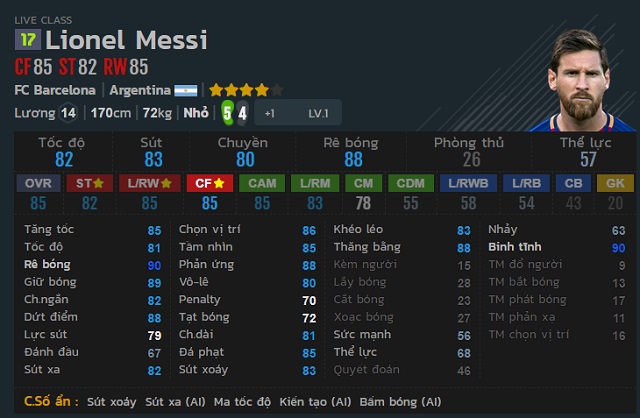 LIVE CLASS
17 Lionel Messi
CF85 ST82 RW85
FC Barcelona Argentina
Lương 14 170cm 72kg Nhỏ 5 4 +1 LV.1
Tốc độ Sút Chuyền Rê bóng Phòng thủ Thể lực
82 83 80 88 26 57
OVR ST L/RW CF CAM L/RM CM CDM L/RWB L/RB CB GK
85 82 85 85 85 83 78 55 58 54 43 20
Tăng tốc 85 Chọn vị trí 86 Khéo léo 83 Nhảy 63
Tốc độ 81 Tầm nhìn 85 Thăng bằng 88 Bình tĩnh 90
Rê bóng 90 Phản ứng 88 Kèm người 15 TM đổ người 9
Giữ bóng 89 Vô-lê 80 Lấy bóng 28 TM bắt bóng 13
Ch.ngắn 82 Penalty 70 Cắt bóng 23 TM phát bóng 17
Dứt điểm 88 Tạt bóng 72 Xoạc bóng 27 TM phản xạ 11
Lực sút 79 Ch.dài 81 Sức mạnh 56 TM chọn vị trí 16
Đánh đầu 67 Đá phạt 85 Thể lực 68
Sút xa 82 Sút xoáy 83 Quyết đoán 46
C.Số ẩn : Sút xoáy Sút xa (AI) Ma tốc độ Kiến tạo (AI) Bấm bóng (AI)